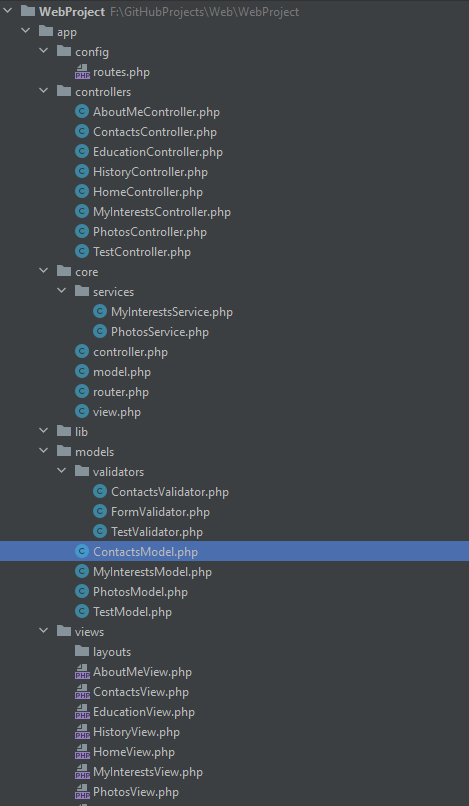 WebProject F:\GitHubProjects\Web\WebProject
app
config
routes.php
controllers
AboutMeController.php
ContactsController.php
EducationController.php
HistoryController.php
HomeController.php
MyInterestsController.php
PhotosController.php
TestController.php
core
services
MyInterestsService.php
PhotosService.php
controller.php
model.php
router.php
view.php
lib
models
validators
ContactsValidator.php
FormValidator.php
TestValidator.php
ContactsModel.php
MyInterestsModel.php
PhotosModel.php
TestModel.php
views
layouts
AboutMeView.php
ContactsView.php
EducationView.php
HistoryView.php
HomeView.php
MyInterestsView.php
PhotosView.php